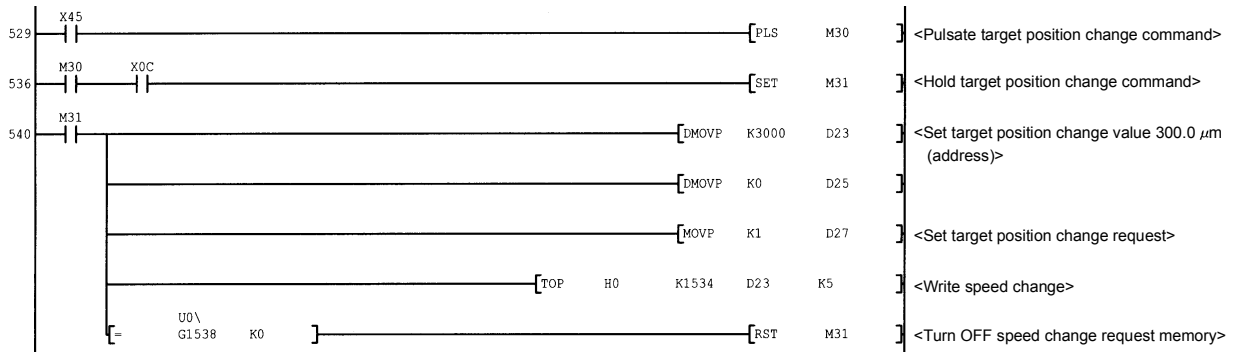 X45
529 [PLS M30] <Pulsate target position change command>
M30 X0C
536 [SET M31] <Hold target position change command>
M31
540 [DMOVP K3000 D23] <Set target position change value 300.0 μm
(address)>
[DMOVP K0 D25]
[MOVP K1 D27] <Set target position change request>
[TOP H0 K1534 D23 K5] <Write speed change>
U0\
[= G1538 K0] [RST M31] <Turn OFF speed change request memory>